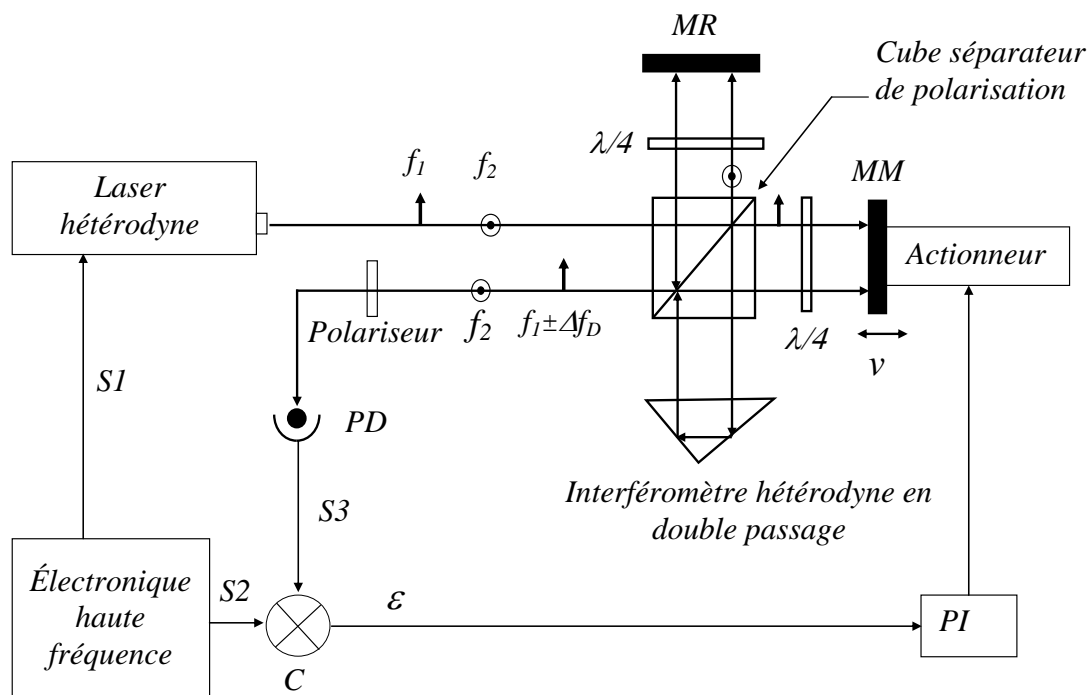 MR
Cube séparateur
de polarisation
λ/4
f1
f2
MM
Laser
hétérodyne
Actionneur
Polariseur
f2
f1±ΔfD
λ/4
v
S1
PD
Interféromètre hétérodyne en
double passage
S3
Électronique
haute
fréquence
S2
ε
PI
C